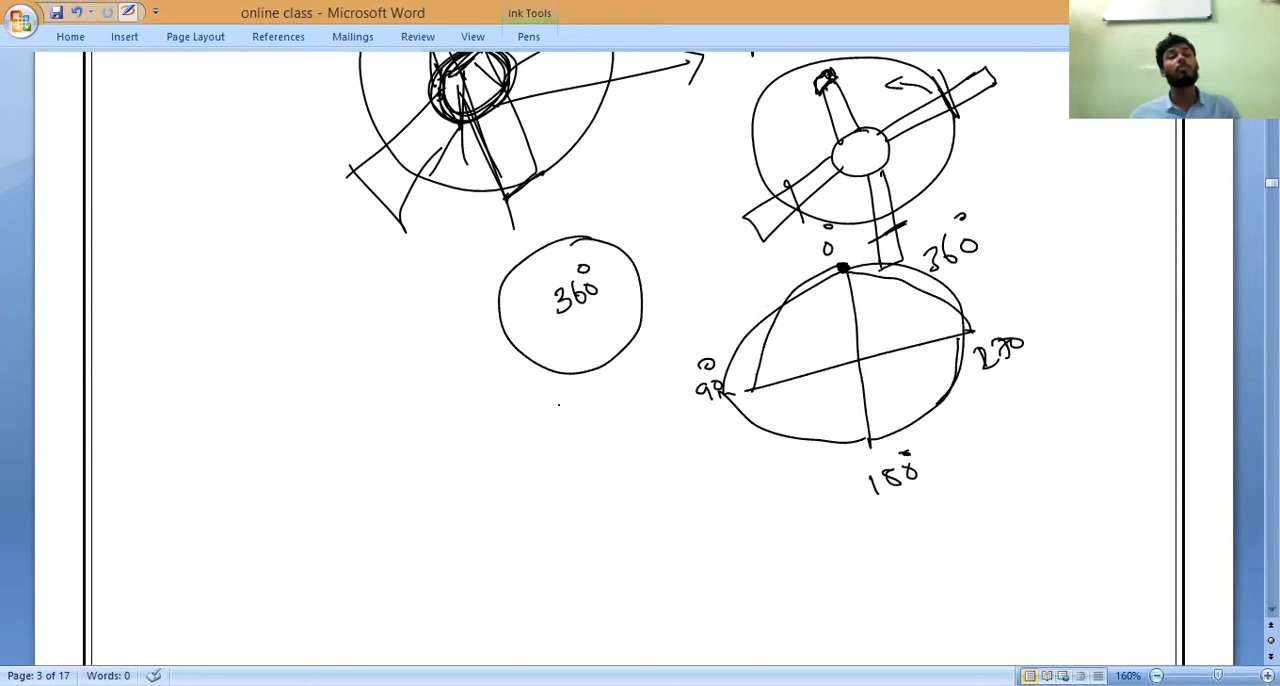 online class - Microsoft Word
Ink Tools
Home
Insert
Page Layout
References
Mailings
Review
View
Pens
0°
360°
360°
270
90°
180°
Page: 3 of 17
Words: 0
160%